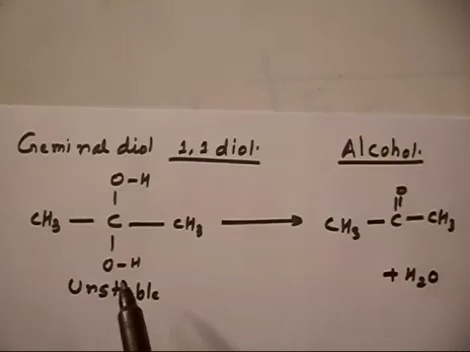 Geminal diol 1,1 diol. Alcohol.
O-H
O
||
CH3 — C — CH3 → CH3 - C - CH3
O-H
+ H2O
Unstable